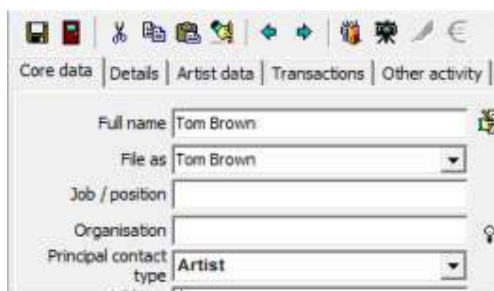 Core data Details Artist data Transactions Other activity
Full name Tom Brown
File as Tom Brown
Job / position
Organisation
Principal contact
type Artist